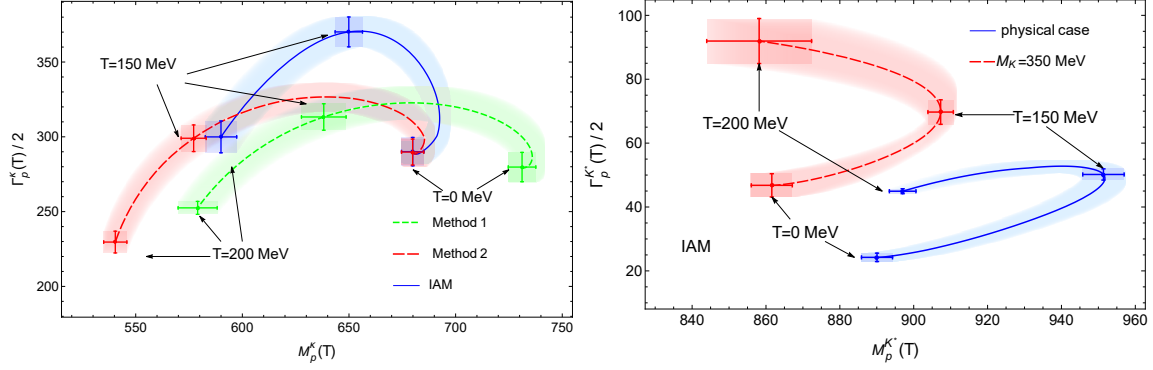 350
300
250
200
Γ_p^κ(T) / 2
T=150 MeV
T=0 MeV
T=200 MeV
Method 1
Method 2
IAM
550
600
650
700
750
M_p^κ(T)
100
80
60
40
20
Γ_p^{K*}(T) / 2
physical case
M_K=350 MeV
T=200 MeV
T=150 MeV
T=0 MeV
IAM
840
860
880
900
920
940
960
M_p^{K*}(T)